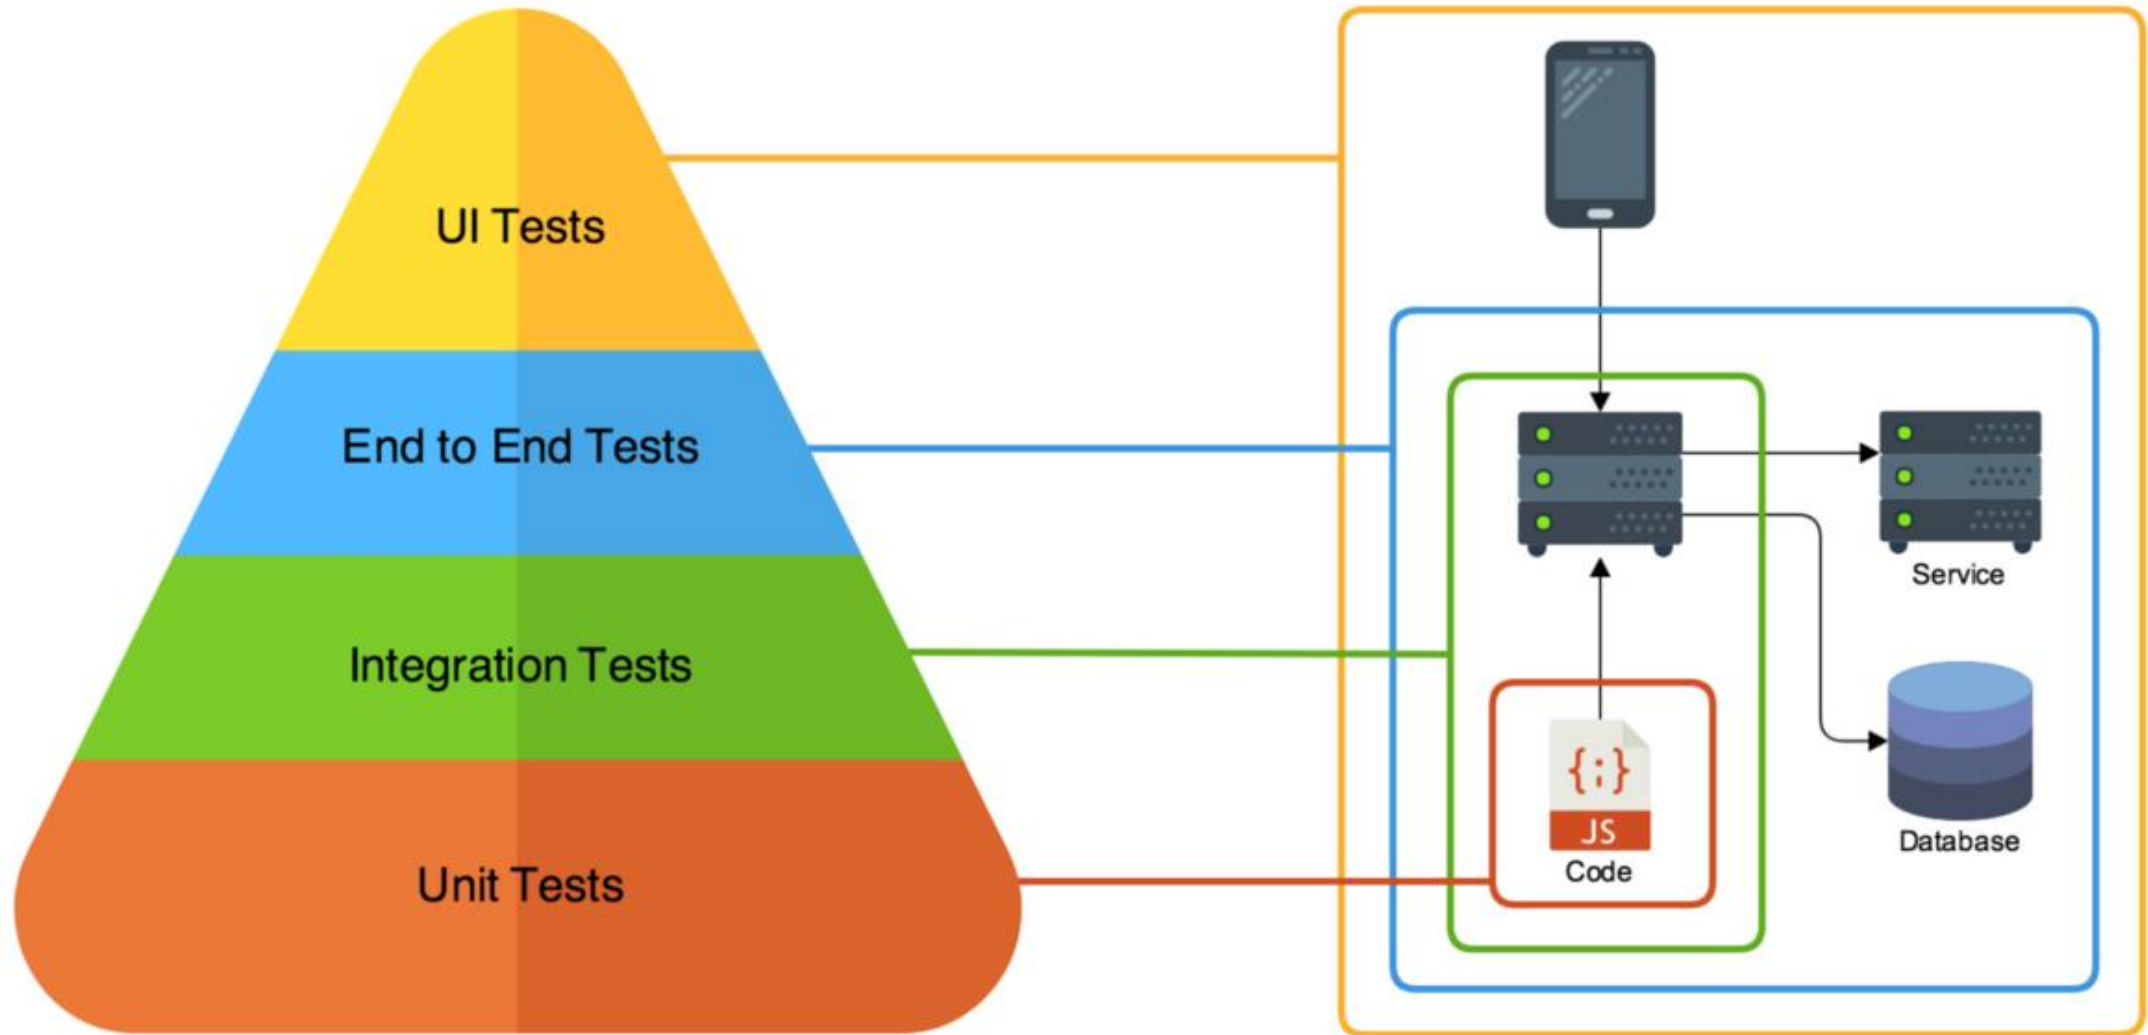 UI Tests
End to End Tests
Integration Tests
Unit Tests
Service
{;}
JS
Code
Database